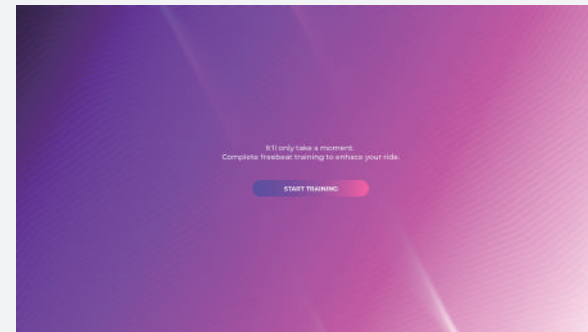 It'll only take a moment.
Complete freebeat training to enhace your ride.
START TRAINING